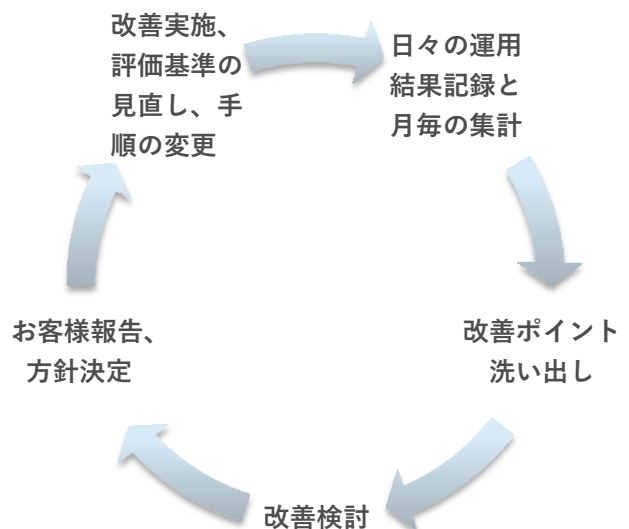 改善実施、
評価基準の
見直し、手
順の変更
日々の運用
結果記録と
月毎の集計
改善ポイント
洗い出し
改善検討
お客様報告、
方針決定